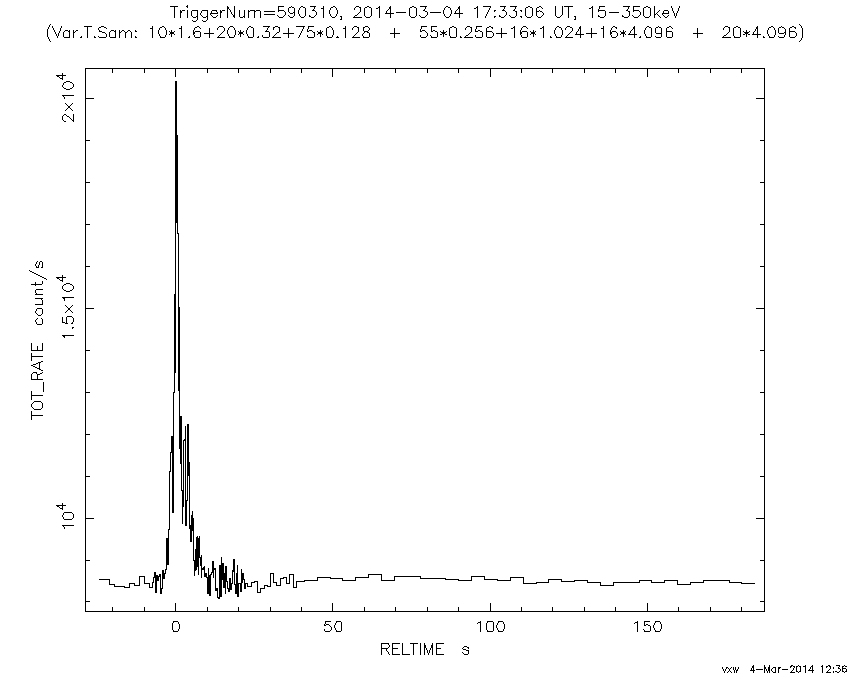 TriggerNum=590310, 2014-03-04 17:33:06 UT, 15-350keV
(Var.T.Sam: 10*1.6+20*0.32+75*0.128 + 55*0.256+16*1.024+16*4.096 + 20*4.096)
2×10⁴
1.5×10⁴
10⁴
TOT_RATE count/s
0 50 100 150
RELTIME s
vxw 4-Mar-2014 12:36